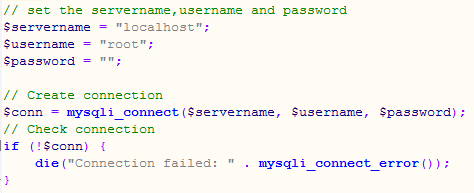 // set the servername,username and password
$servername = "localhost";
$username = "root";
$password = "";

// Create connection
$conn = mysqli_connect($servername, $username, $password);
// Check connection
if (!$conn) {
    die("Connection failed: " . mysqli_connect_error());
}